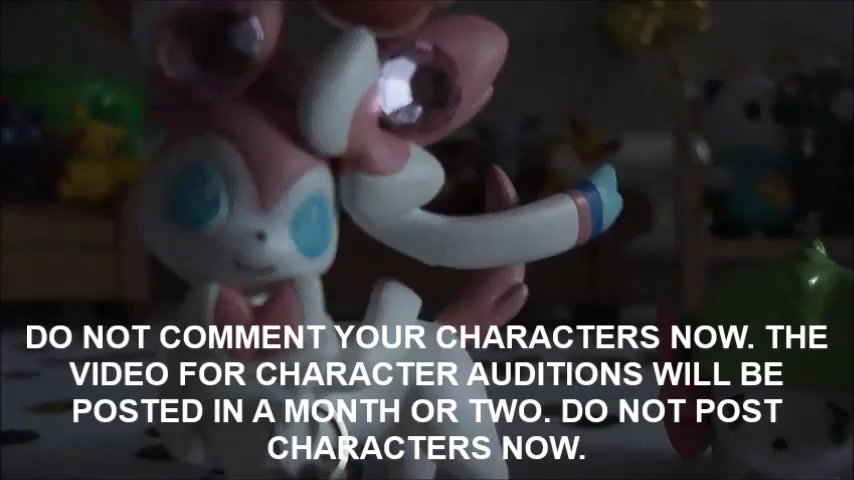 DO NOT COMMENT YOUR CHARACTERS NOW. THE
VIDEO FOR CHARACTER AUDITIONS WILL BE
POSTED IN A MONTH OR TWO. DO NOT POST
CHARACTERS NOW.